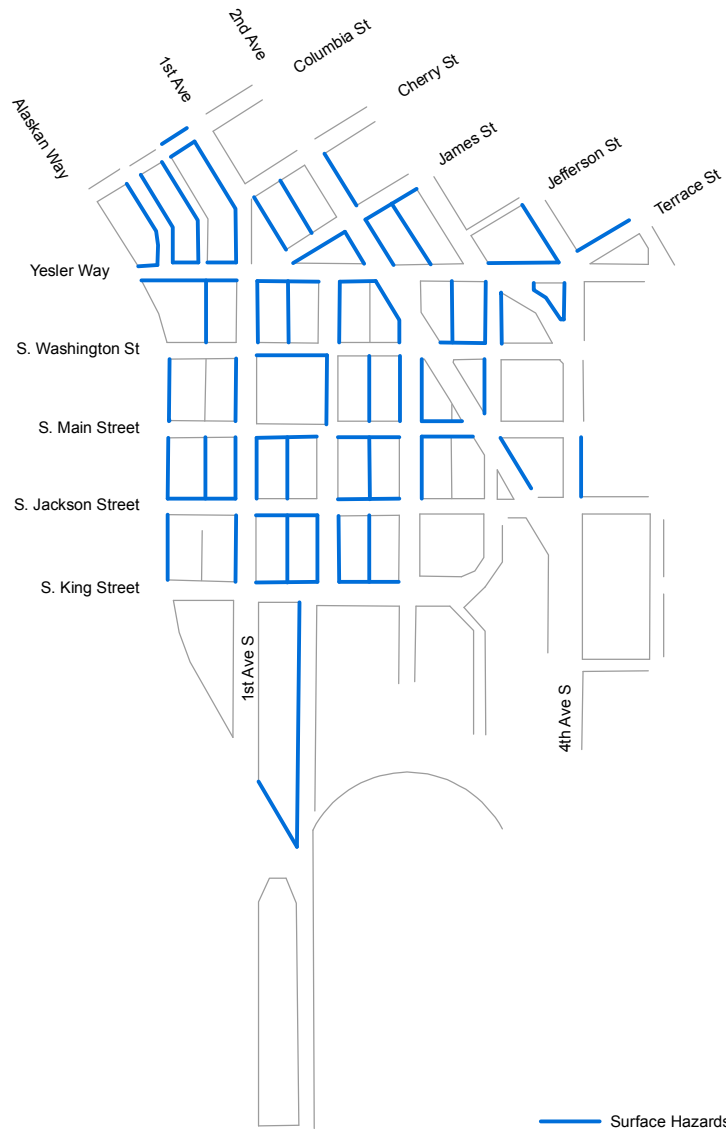 2nd Ave
Columbia St
1st Ave
Cherry St
Alaskan Way
James St
Jefferson St
Terrace St
Yesler Way
S. Washington St
S. Main Street
S. Jackson Street
S. King Street
1st Ave S
4th Ave S
Surface Hazards